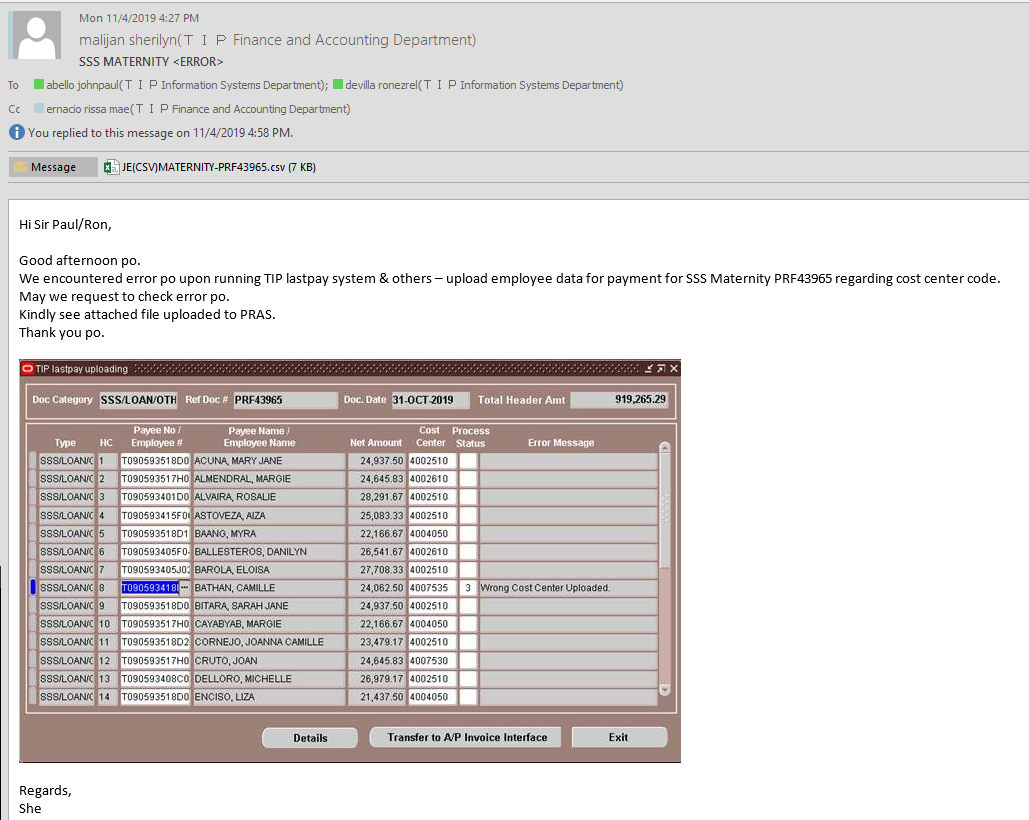 Mon 11/4/2019 4:27 PM
malijan sherilyn(T I P Finance and Accounting Department)
SSS MATERNITY <ERROR>
To abello johnpaul(T I P Information Systems Department); devilla ronezrel(T I P Information Systems Department)
Cc ernacio rissa mae(T I P Finance and Accounting Department)
You replied to this message on 11/4/2019 4:58 PM.
Message JE(CSV)MATERNITY-PRF43965.csv (7 KB)
Hi Sir Paul/Ron,
Good afternoon po.
We encountered error po upon running TIP lastpay system & others – upload employee data for payment for SSS Maternity PRF43965 regarding cost center code.
May we request to check error po.
Kindly see attached file uploaded to PRAS.
Thank you po.
TIP lastpay uploading
Doc Category SSS/LOAN/OTH Ref Doc # PRF43965 Doc. Date 31-OCT-2019 Total Header Amt 919,265.29
Payee No / Payee Name / Cost Process
Type HC Employee # Employee Name Net Amount Center Status Error Message
SSS/LOAN/C 1 T090593518D0 ACUNA, MARY JANE 24,937.50 4002510
SSS/LOAN/C 2 T090593517H0 ALMENDRAL, MARGIE 24,645.83 4002610
SSS/LOAN/C 3 T090593401D0 ALVAIRA, ROSALIE 28,291.67 4002510
SSS/LOAN/C 4 T090593415F0 ASTOVEZA, AIZA 25,083.33 4002510
SSS/LOAN/C 5 T090593518D1 BAANG, MYRA 22,166.67 4004050
SSS/LOAN/C 6 T090593405F0 BALLESTEROS, DANILYN 26,541.67 4002610
SSS/LOAN/C 7 T090593405J0 BAROLA, ELOISA 27,708.33 4002510
SSS/LOAN/C 8 T090593418 BATHAN, CAMILLE 24,062.50 4007535 3 Wrong Cost Center Uploaded.
SSS/LOAN/C 9 T090593518D0 BITARA, SARAH JANE 24,937.50 4002510
SSS/LOAN/C 10 T090593517H0 CAYABYAB, MARGIE 22,166.67 4004050
SSS/LOAN/C 11 T090593518D2 CORNEJO, JOANNA CAMILLE 23,479.17 4002510
SSS/LOAN/C 12 T090593517H0 CRUTO, JOAN 24,645.83 4007530
SSS/LOAN/C 13 T090593408C0 DELLORO, MICHELLE 26,979.17 4002510
SSS/LOAN/C 14 T090593518D0 ENCISO, LIZA 21,437.50 4004050
Details Transfer to A/P Invoice Interface Exit
Regards,
She